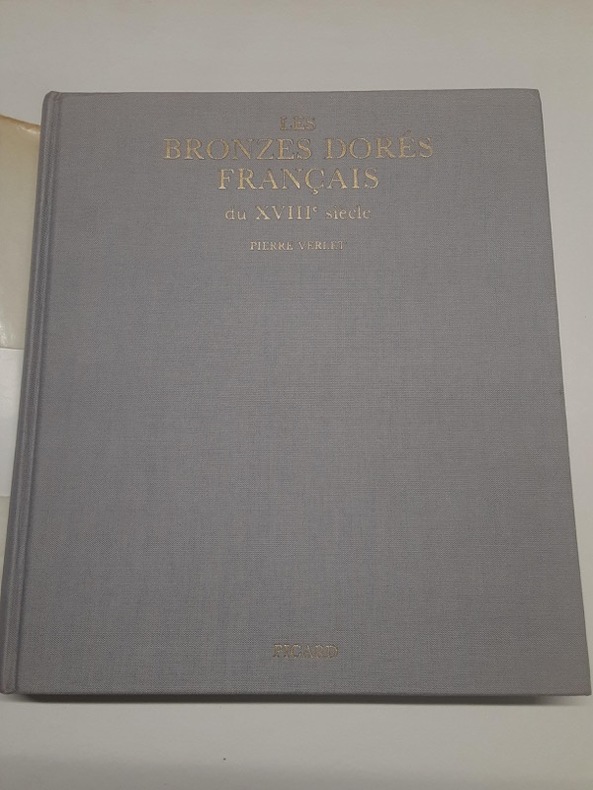 LES
BRONZES DORÉS
FRANÇAIS
du XVIIIᵉ siècle
PIERRE VERLET
PICARD